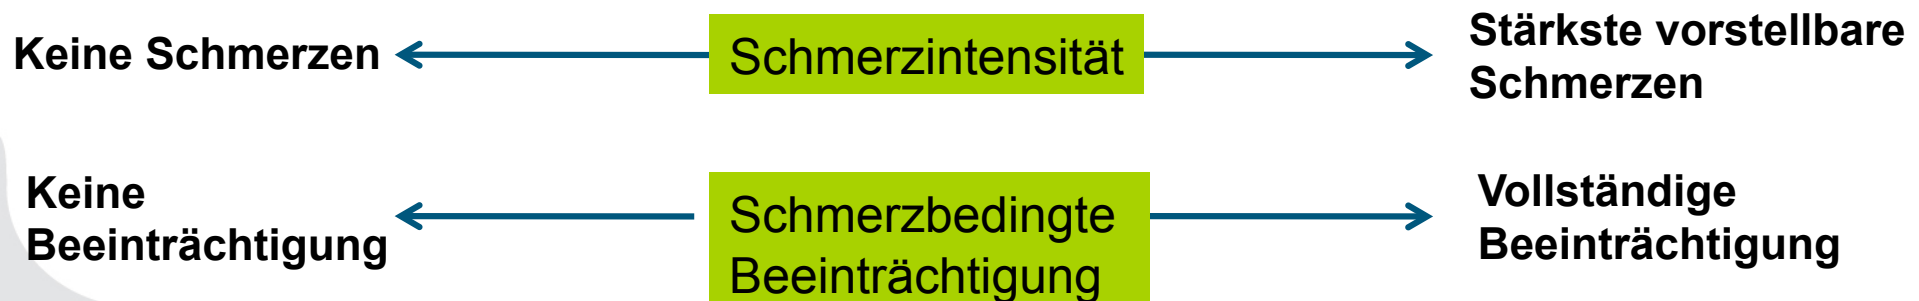 Keine Schmerzen
Schmerzintensität
Stärkste vorstellbare
Schmerzen
Keine
Beeinträchtigung
Schmerzbedingte
Beeinträchtigung
Vollständige
Beeinträchtigung